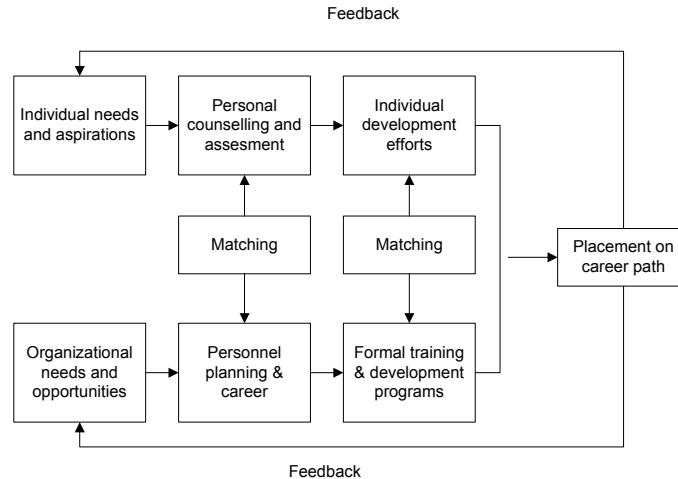 Feedback
Individual needs
and aspirations
Personal
counselling and
assesment
Individual
development
efforts
Matching
Matching
Placement on
career path
Organizational
needs and
opportunities
Personnel
planning &
career
Formal training
& development
programs
Feedback